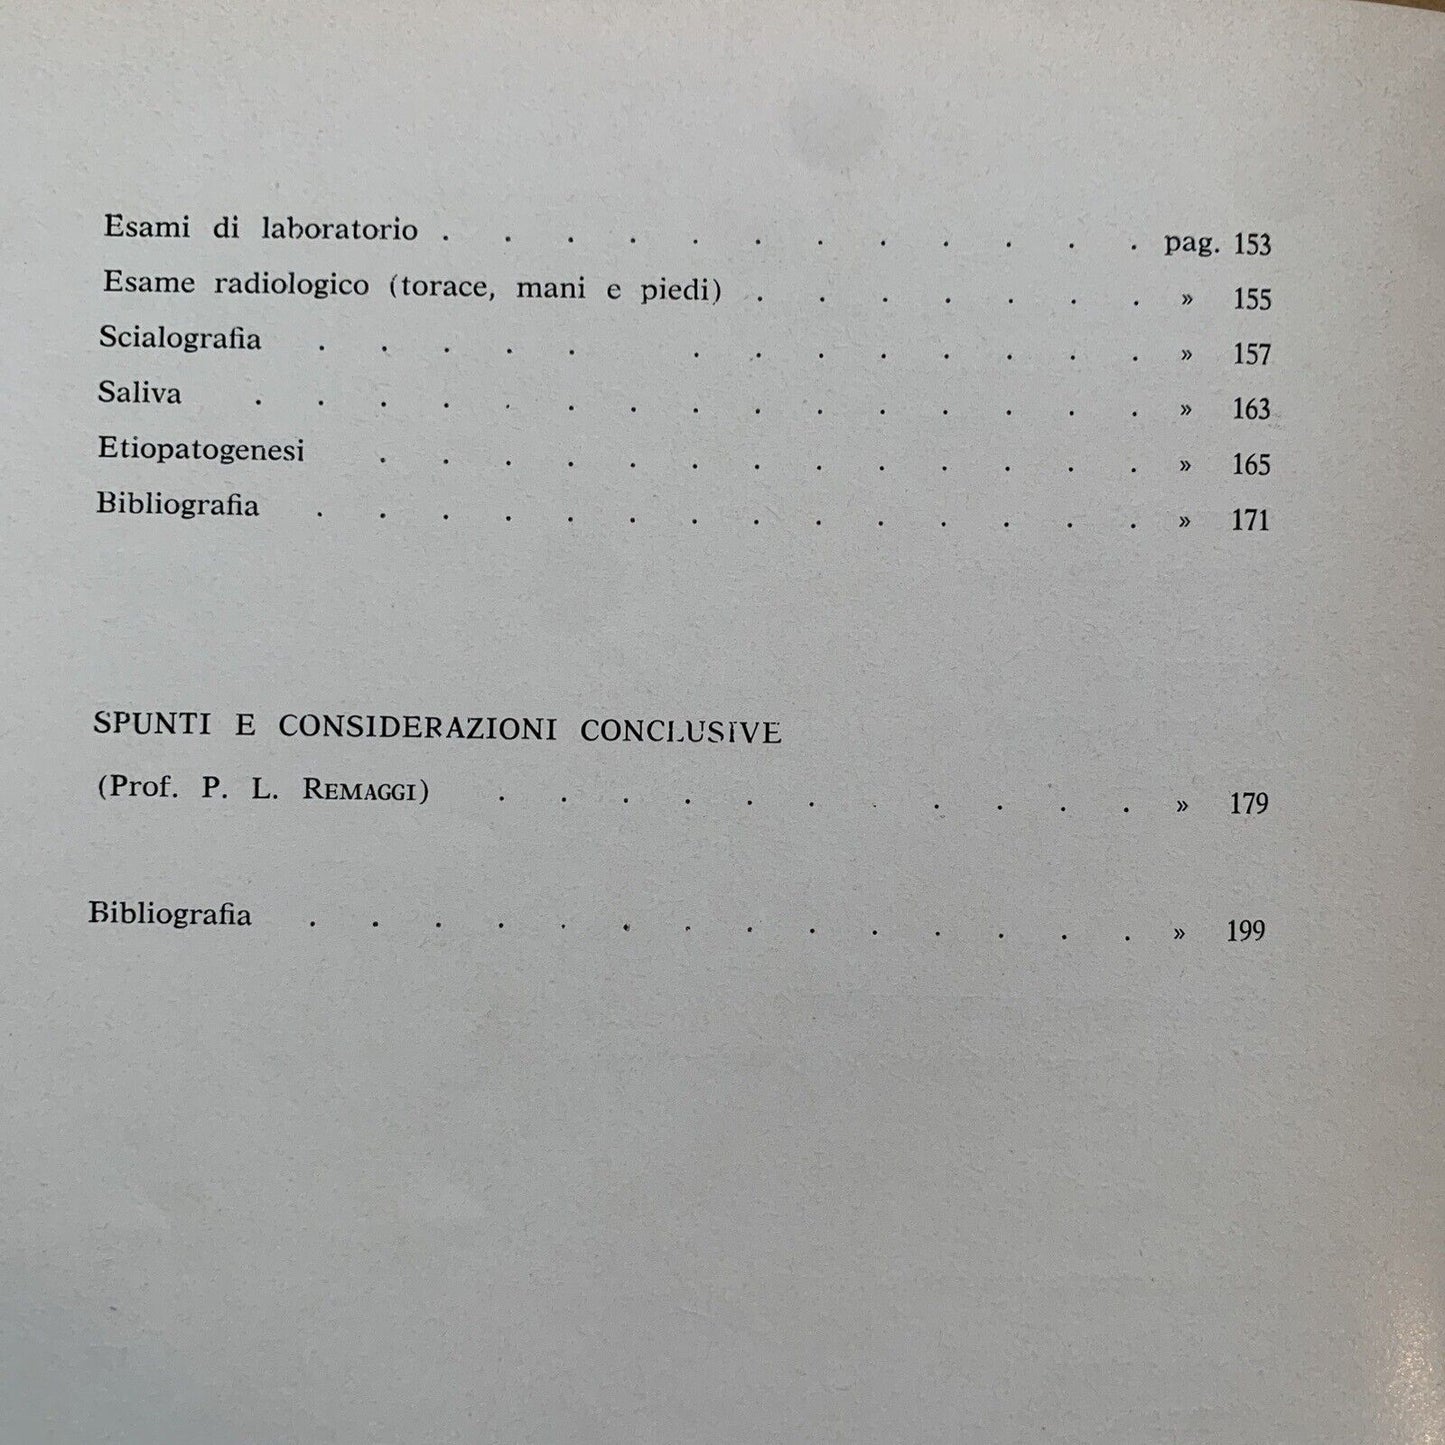 Esami di laboratorio . . . . . . . . . . . . pag. 153
Esame radiologico (torace, mani e piedi) . . . . . . . » 155
Scialografia . . . . . . . . . . . . . » 157
Saliva . . . . . . . . . . . . . . . » 163
Etiopatogenesi . . . . . . . . . . . . . » 165
Bibliografia . . . . . . . . . . . . . . » 171
SPUNTI E CONSIDERAZIONI CONCLUSIVE
(Prof. P. L. REMAGGI) . . . . . . . . . . » 179
Bibliografia . . . . . . . . . . . . . . » 199